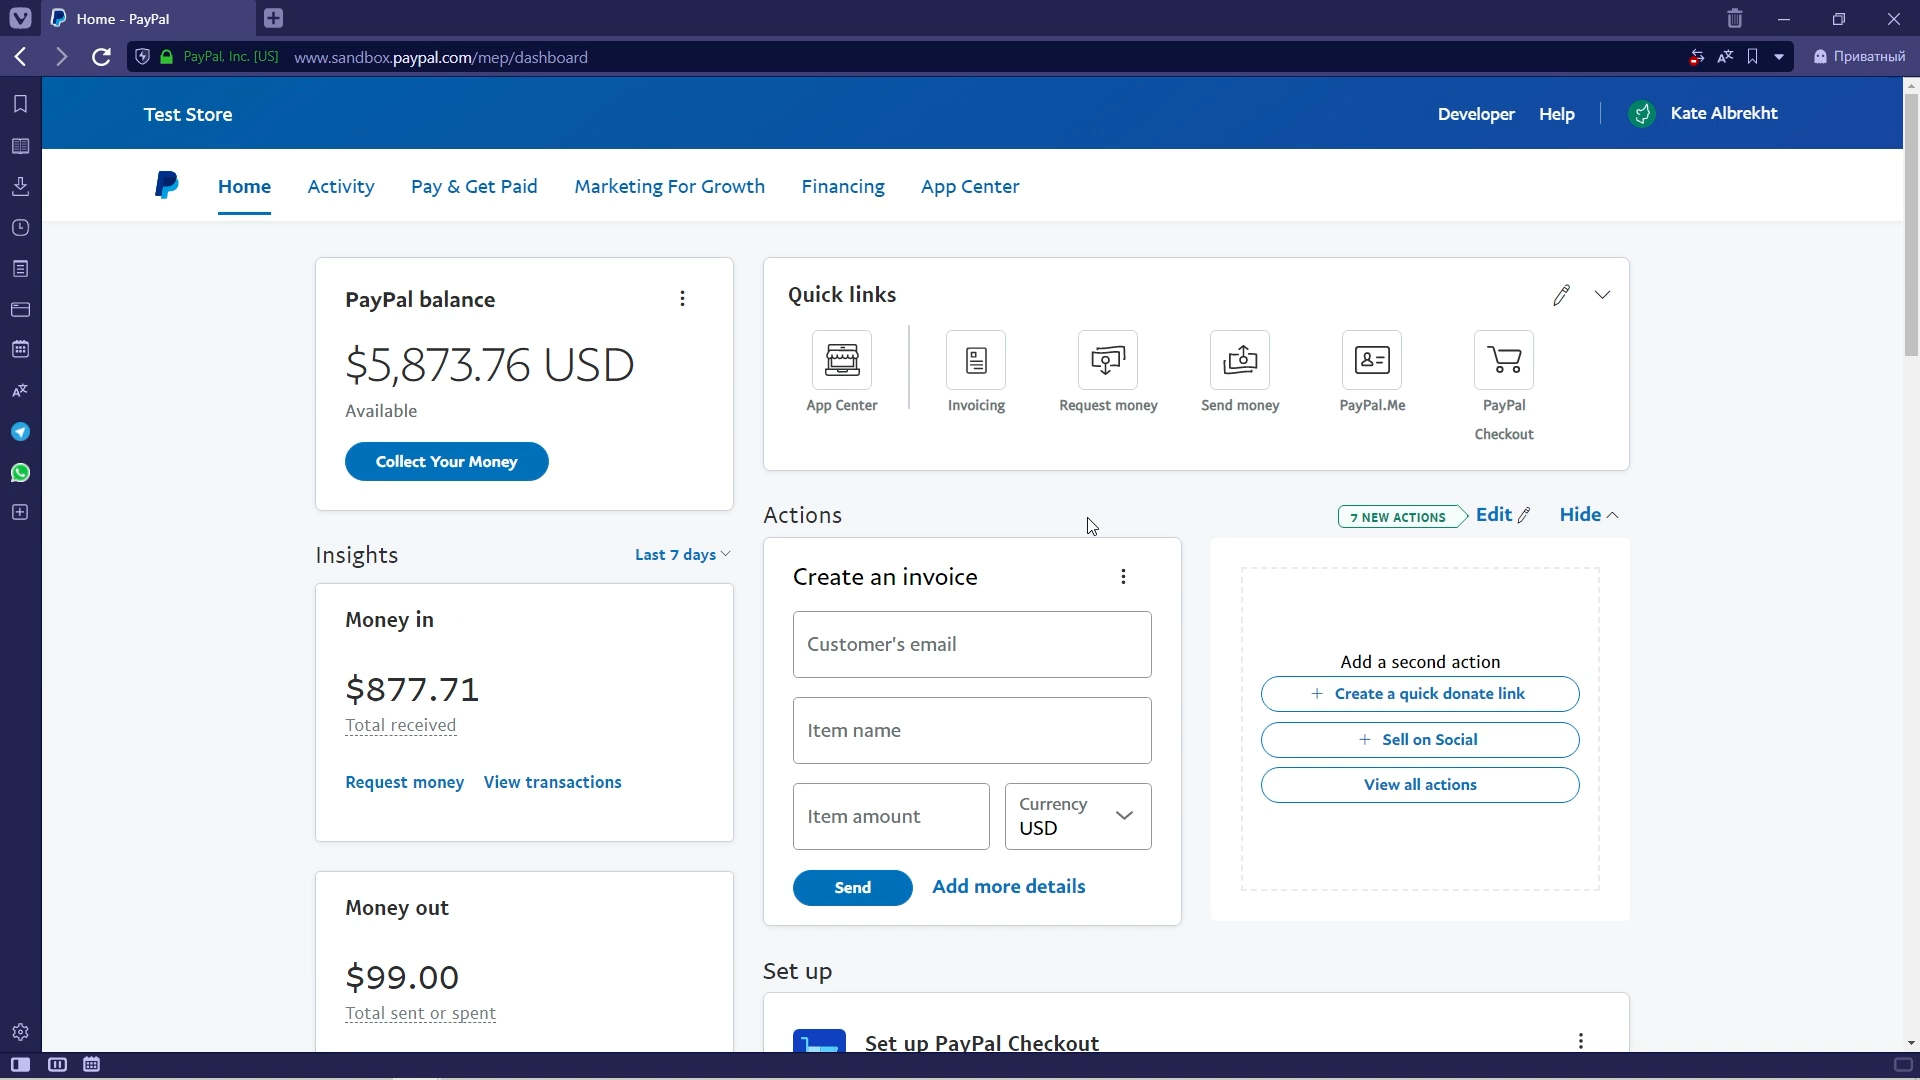 Home - PayPal
PayPal, Inc. [US] www.sandbox.paypal.com/mep/dashboard
Приватный
Test Store
Developer Help
Kate Albrekht
Home Activity Pay & Get Paid Marketing For Growth Financing App Center
PayPal balance
$5,873.76 USD
Available
Collect Your Money
Quick links
App Center
Invoicing
Request money
Send money
PayPal.Me
PayPal
Checkout
Insights
Last 7 days
Money in
$877.71
Total received
Request money View transactions
Money out
$99.00
Total sent or spent
Actions
7 NEW ACTIONS
Edit
Hide
Create an invoice
Customer's email
Item name
Item amount
Currency
USD
Send
Add more details
Add a second action
+ Create a quick donate link
+ Sell on Social
View all actions
Set up
Set up PayPal Checkout